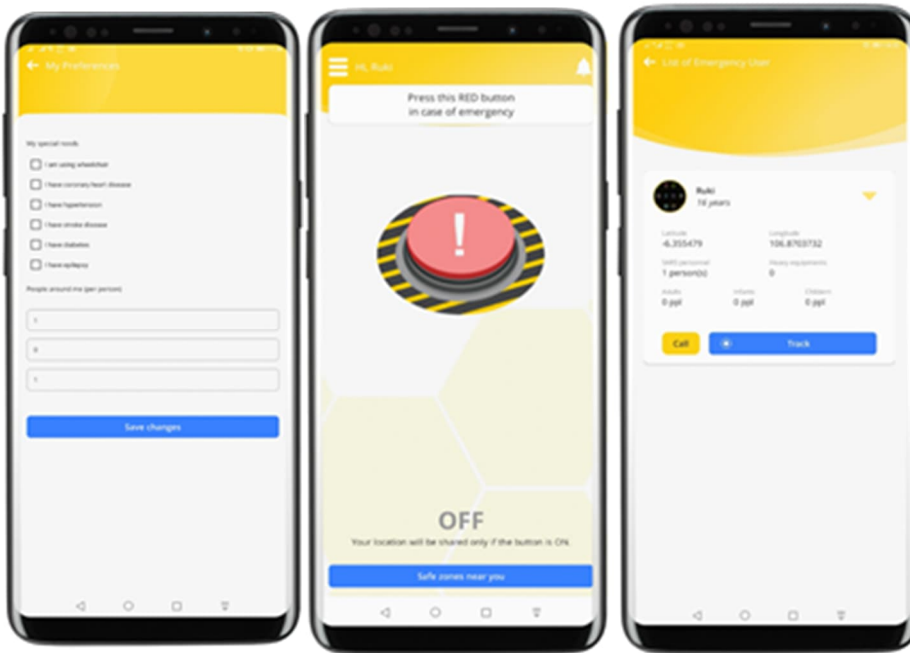 My Preferences
My special needs
I am using wheelchair
I have coronary heart disease
I have hypertension
I have stroke disease
I have diabetes
I have epilepsy
People around me (per person)
Save changes
Hi, Ruki
Press this RED button
in case of emergency
!
OFF
Your location will be shared only if the button is ON.
Safe zones near you
List of Emergency User
Ruki
16 years
Latitude Longitude
-6.355479 106.8703732
personnel Heavy equipments
1 person(s) 0
Adults Infants Children
0 ppl 0 ppl 0 ppl
Call Track